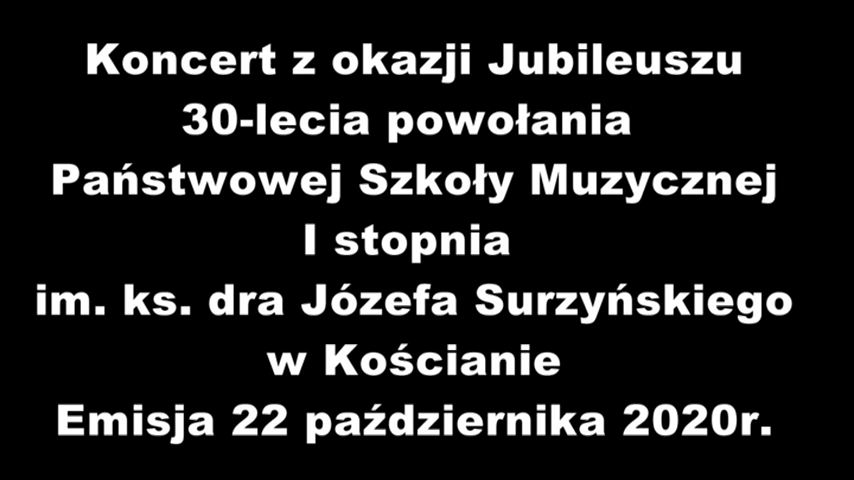 Koncert z okazji Jubileuszu
30-lecia powołania
Państwowej Szkoły Muzycznej
I stopnia
im. ks. dra Józefa Surzyńskiego
w Kościanie
Emisja 22 października 2020r.